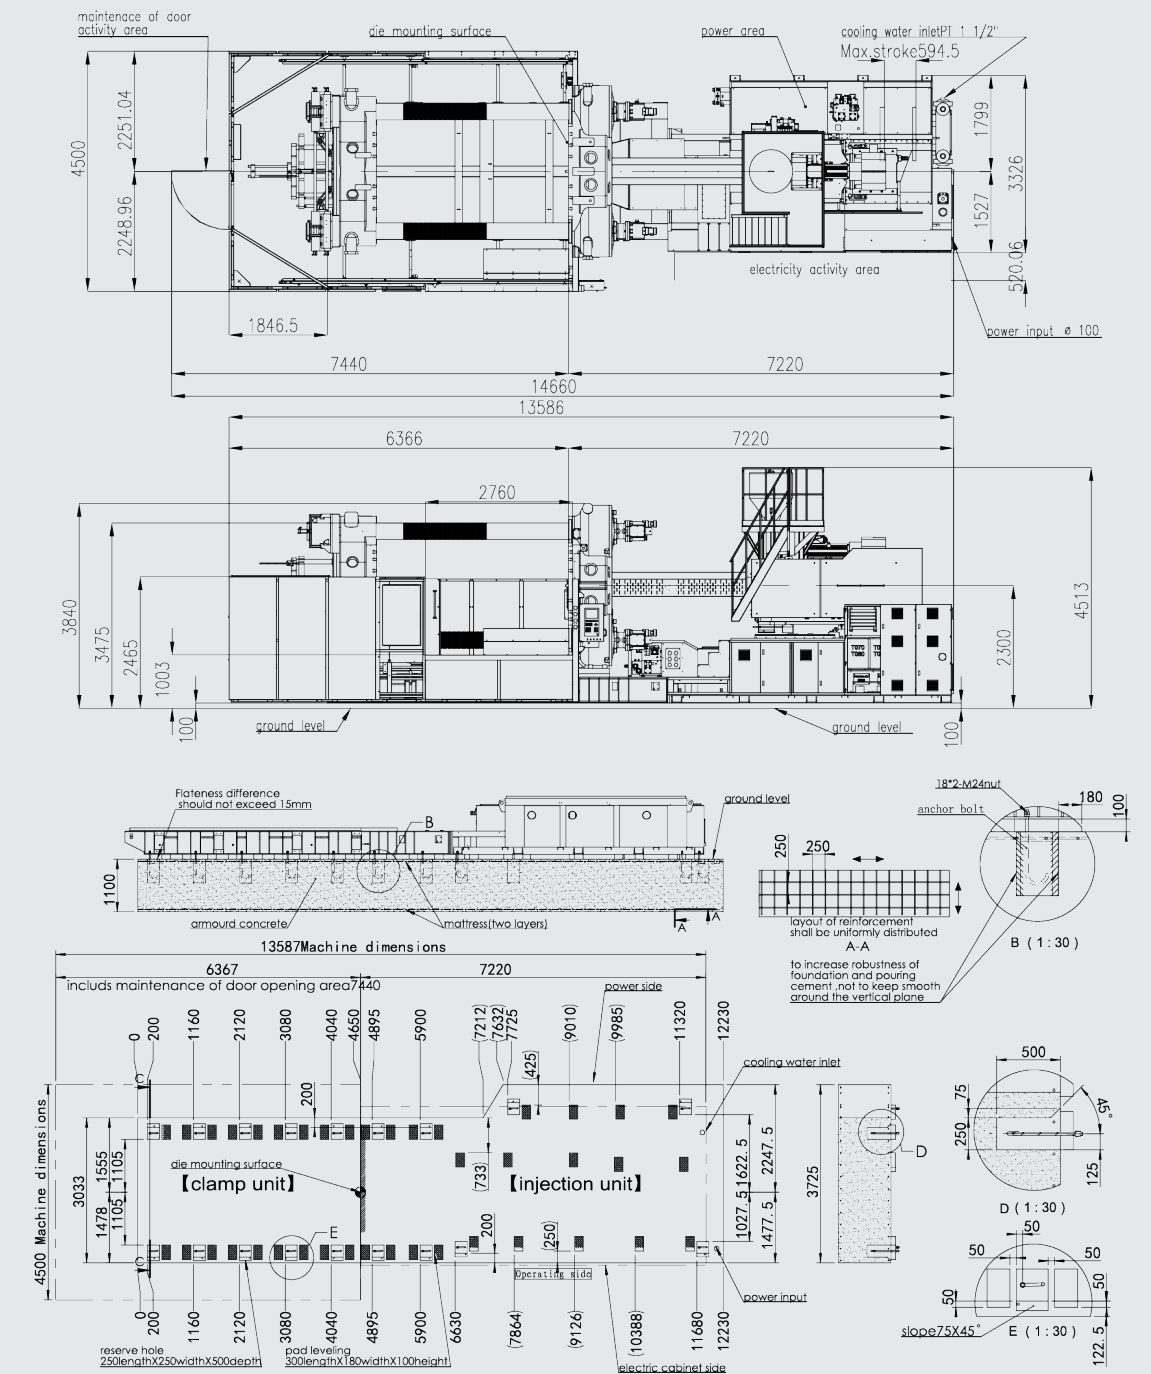 maintenace of door
activity area
die mounting surface
power area
cooling water inletPT 1 1/2"
Max.stroke594.5
4500
2251.04
2248.96
1799
3326
1527
520.06
electricity activity area
power input ø 100
1846.5
7440
7220
14660
13586
6366
7220
2760
3840
3475
2465
1003
100
4513
2300
100
T070
T080
T0
T0
ground level
ground level
Flateness difference
should not exceed 15mm
B
ground level
1100
armourd concrete
mattress(two layers)
A
A
250
250
layout of reinforcement
shall be uniformly distributed
A-A
18*2-M24nut
anchor bolt
180
100
B ( 1 : 30 )
to increase robustness of
foundation and pouring
cement ,not to keep smooth
around the vertical plane
13587Machine dimensions
6367
7220
includs maintenance of door opening area7440
power side
0
200
1160
2120
3080
4040
4650
4895
5900
(7212)
(7632)
7725
(425)
(9010)
(9985)
11320
12230
cooling water inlet
C
200
4500 Machine dimensions
3033
1555
1478
1105
1105
die mounting surface
【clamp unit】
【injection unit】
(733)
1622.5
1027.5
2247.5
1477.5
3725
D
500
75
250
45°
125
D ( 1 : 30 )
E
C
200
(250)
Operating side
0
200
1160
2120
3080
4040
4895
5900
6630
(7864)
(9126)
(10388)
11680
12230
power input
electric cabinet side
reserve hole
250lengthX250widthX500depth
pad leveling
300lengthX180widthX100height
50
50
50
50
50
122.5
slope75X45°
E ( 1 : 30 )